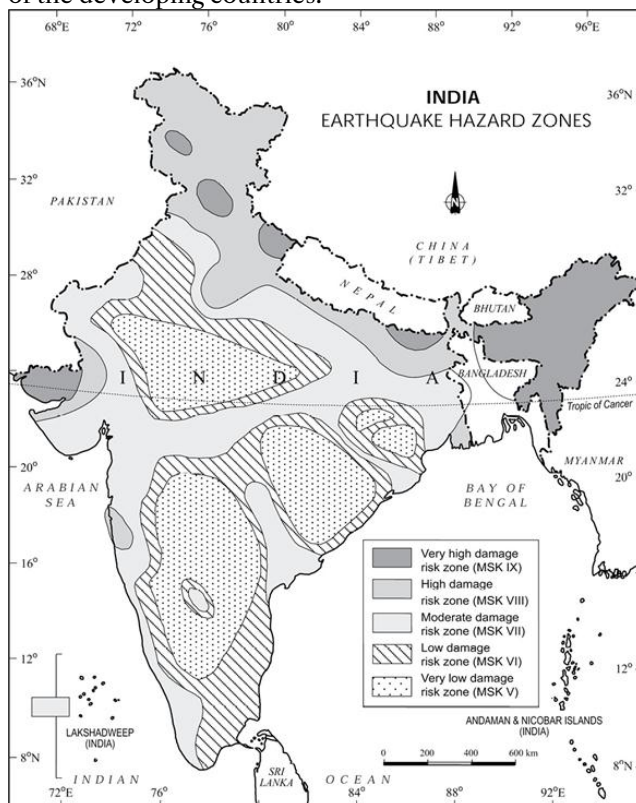 of the developing countries.
68°E 72° 76° 80° 84° 88° 92° 96°E
36°N 36°N
INDIA
EARTHQUAKE HAZARD ZONES
32° 32°
PAKISTAN
N
CHINA
(TIBET)
28° 28°
NEPAL
BHUTAN
I N D I A
BANGLADESH
24° 24°
Tropic of Cancer
MYANMAR
20° 20°
ARABIAN
SEA
BAY OF
BENGAL
16° 16°
Very high damage
risk zone (MSK IX)
High damage
risk zone (MSK VIII)
Moderate damage
risk zone (MSK VII)
Low damage
risk zone (MSK VI)
Very low damage
risk zone (MSK V)
12° 12°
LAKSHADWEEP
(INDIA)
ANDAMAN & NICOBAR ISLANDS
(INDIA)
0 200 400 600 km
8°N 8°N
INDIAN OCEAN
SRI
LANKA
72°E 76° 80° 84° 88° 92°E